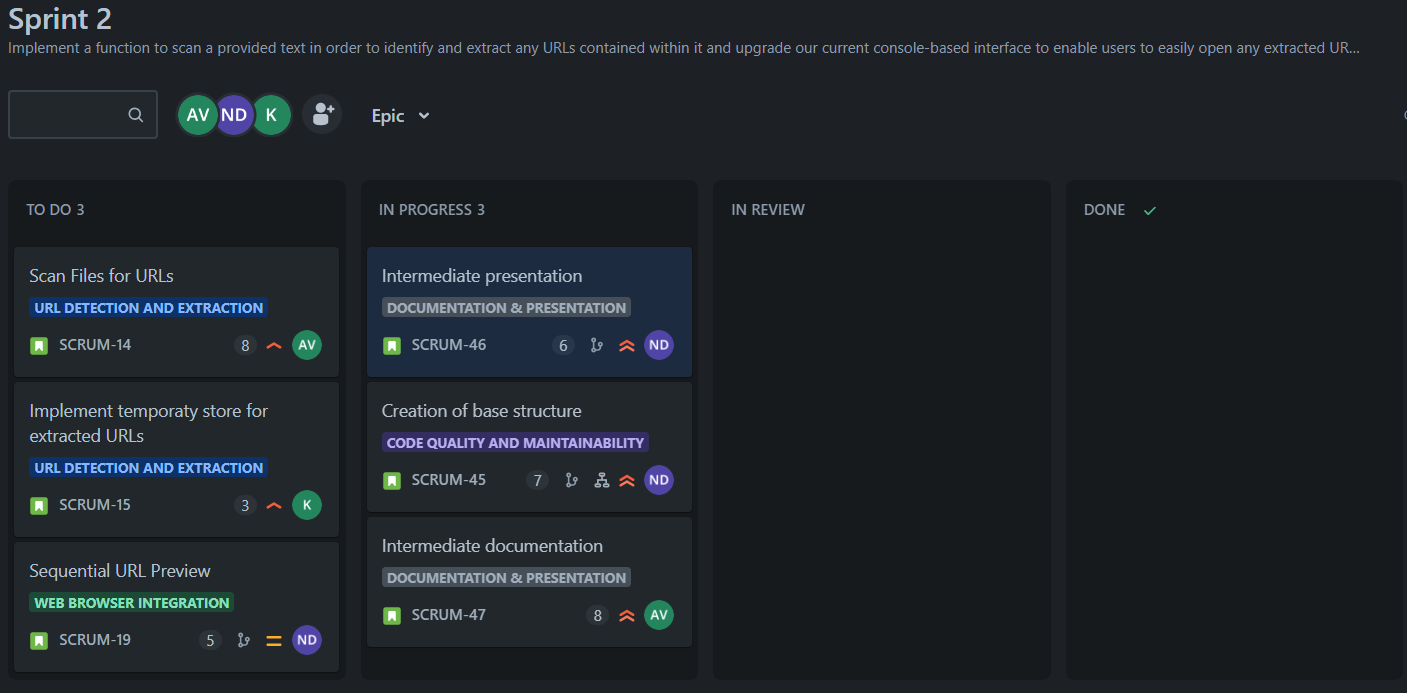 Sprint 2
Implement a function to scan a provided text in order to identify and extract any URLs contained within it and upgrade our current console-based interface to enable users to easily open any extracted UR...
AV ND K
Epic
TO DO 3
Scan Files for URLs
URL DETECTION AND EXTRACTION
SCRUM-14 8 AV
Implement temporaty store for
extracted URLs
URL DETECTION AND EXTRACTION
SCRUM-15 3 K
Sequential URL Preview
WEB BROWSER INTEGRATION
SCRUM-19 5 ND
IN PROGRESS 3
Intermediate presentation
DOCUMENTATION & PRESENTATION
SCRUM-46 6 ND
Creation of base structure
CODE QUALITY AND MAINTAINABILITY
SCRUM-45 7 ND
Intermediate documentation
DOCUMENTATION & PRESENTATION
SCRUM-47 8 AV
IN REVIEW
DONE